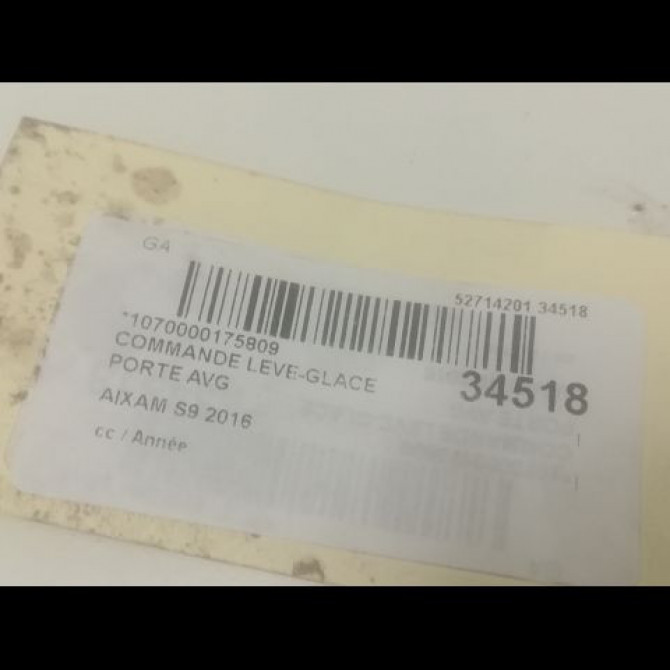 GA
52714201 34518
*1070000175809
COMMANDE LEVE-GLACE
PORTE AVG
34518
AIXAM S9 2016
cc / Année